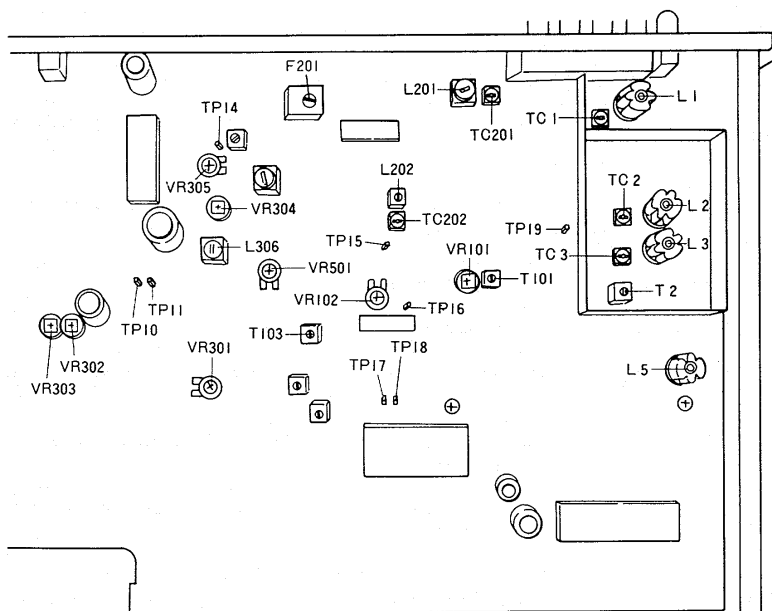 F201
L201
L1
TP14
TC201
TC1
VR305
L202
TC2
VR304
TC202
L2
TP19
L306
TP15
VR101
TC3
L3
VR501
T101
T2
VR102
TP16
TP10
TP11
T103
VR301
TP17
TP18
VR302
VR303
L5